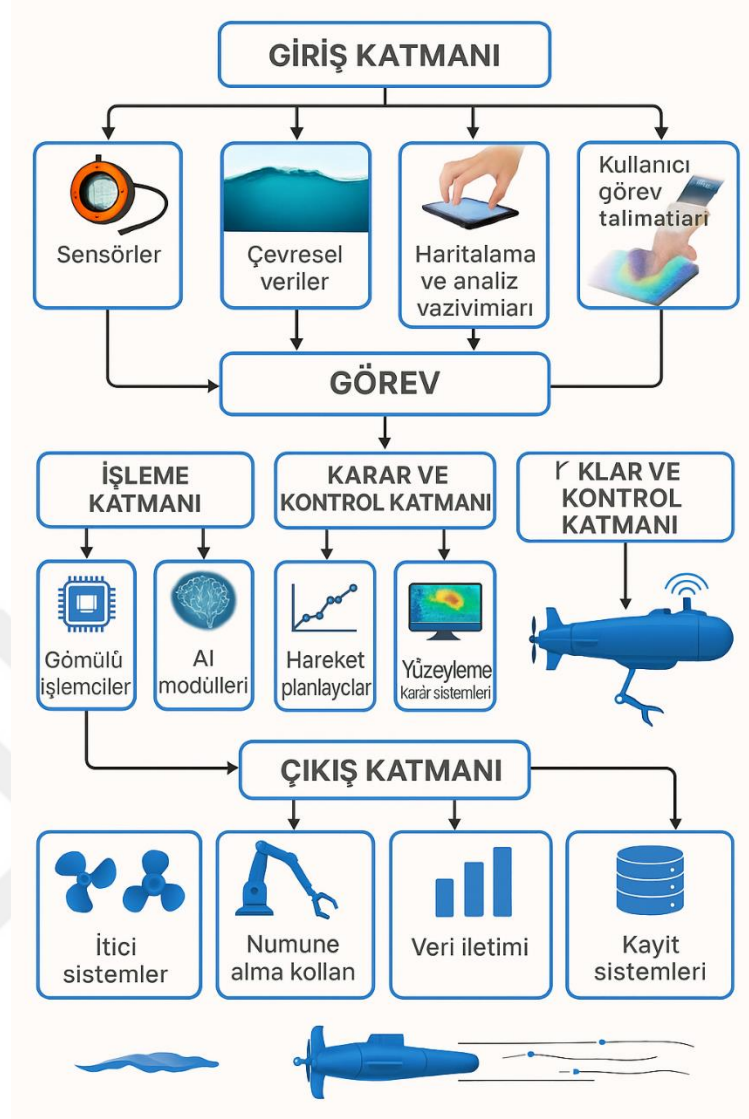 GİRİŞ KATMANI
Sensörler
Çevresel
veriler
Haritalama
ve analiz
vazivimiarı
Kullanıcı
görev
talimatiari
GÖREV
İŞLEME
KATMANI
KARAR VE
KONTROL KATMANI
r KLAR VE
KONTROL
KATMANI
Gömülü
işlemciler
AI
modülleri
Hareket
planlayclar
Yüzeyleme
karar sistemleri
ÇIKIŞ KATMANI
İtici
sistemler
Numune
alma kollan
Veri iletimi
Kayit
sistemleri